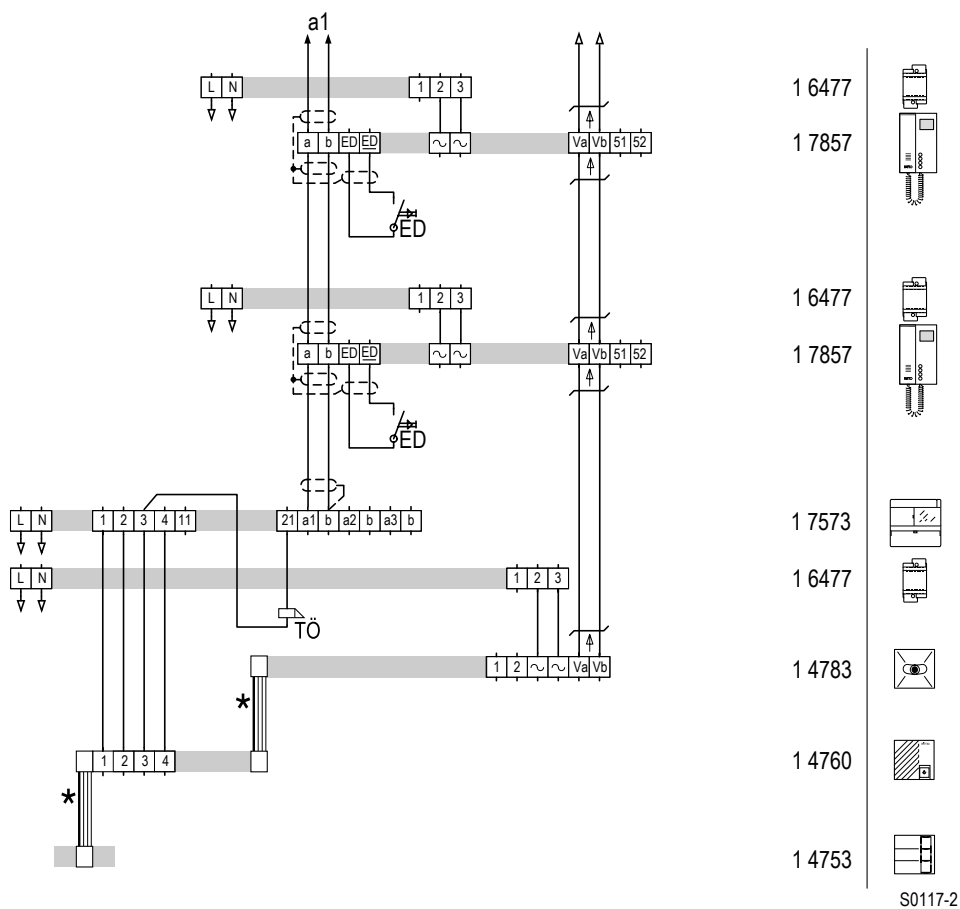 a1
L N 1 2 3 1 6477
a b ED ED ~ ~ Va Vb 51 52 1 7857
ED
L N 1 2 3 1 6477
a b ED ED ~ ~ Va Vb 51 52 1 7857
ED
L N 1 2 3 4 11 21 a1 b a2 b a3 b 1 7573
L N 1 2 3 1 6477
TÖ
1 2 ~ ~ Va Vb 1 4783
*
1 2 3 4 1 4760
*
1 4753
S0117-2